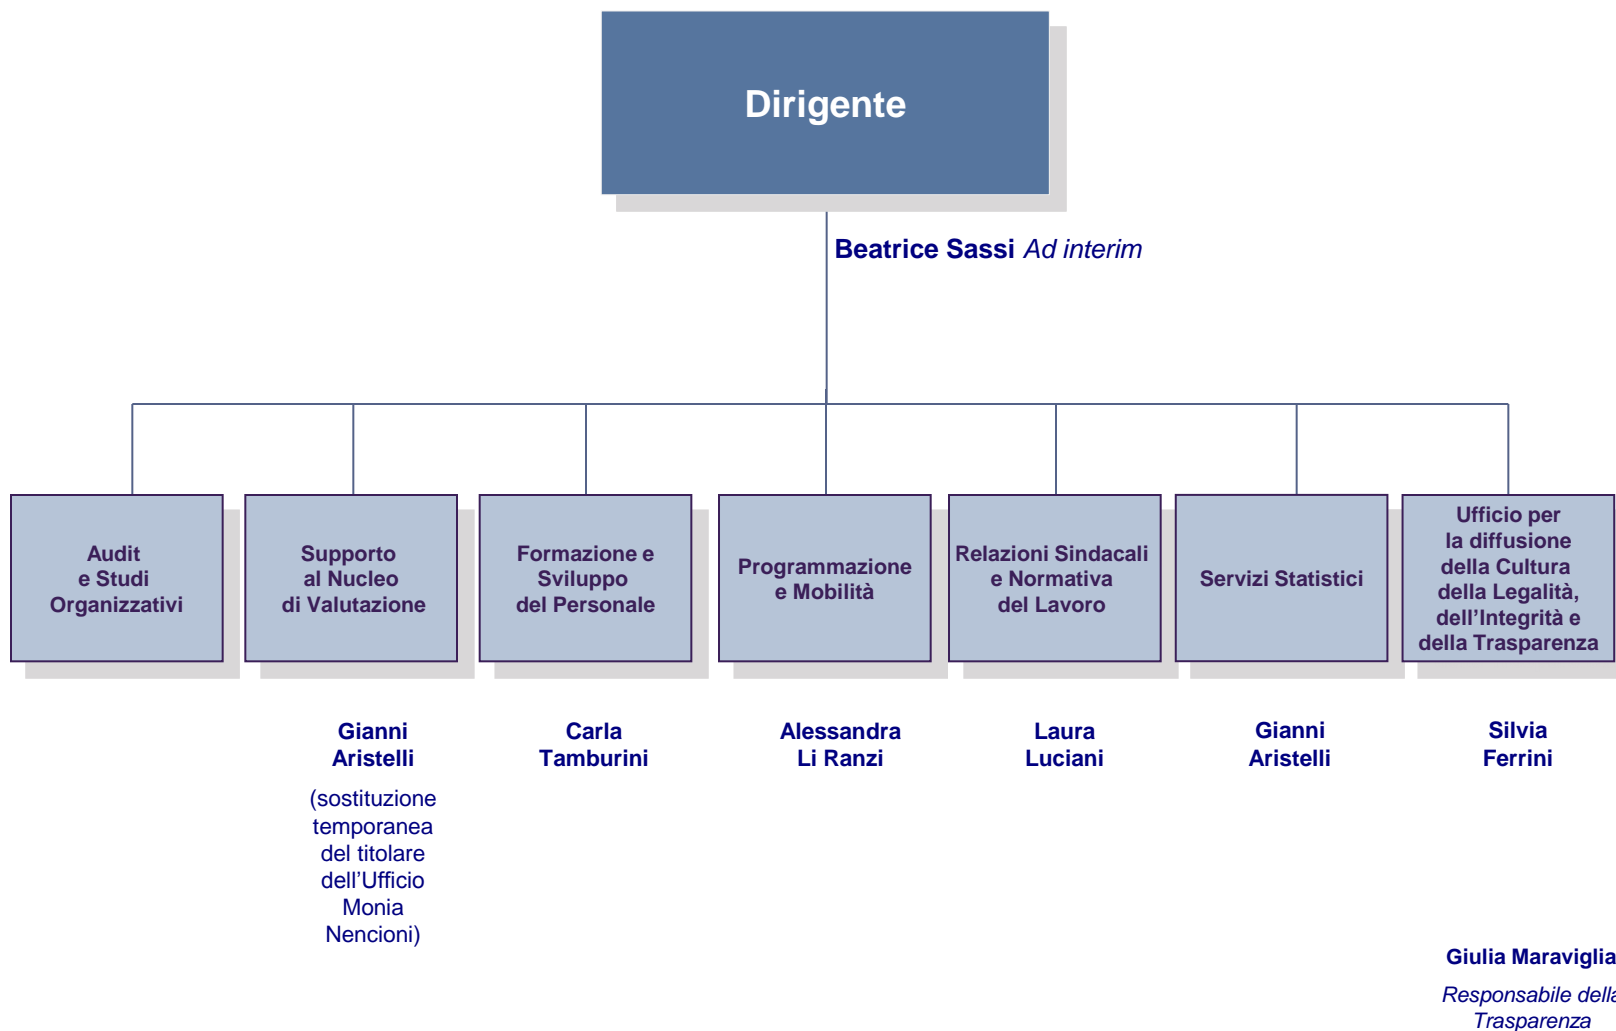 Dirigente
Beatrice Sassi Ad interim
Audit
e Studi
Organizzativi
Supporto
al Nucleo
di Valutazione
Formazione e
Sviluppo
del Personale
Programmazione
e Mobilità
Relazioni Sindacali
e Normativa
del Lavoro
Servizi Statistici
Ufficio per
la diffusione
della Cultura
della Legalità,
dell’Integrità e
della Trasparenza
Gianni
Aristelli
(sostituzione
temporanea
del titolare
dell’Ufficio
Monia
Nencioni)
Carla
Tamburini
Alessandra
Li Ranzi
Laura
Luciani
Gianni
Aristelli
Silvia
Ferrini
Giulia Maraviglia
Responsabile della
Trasparenza